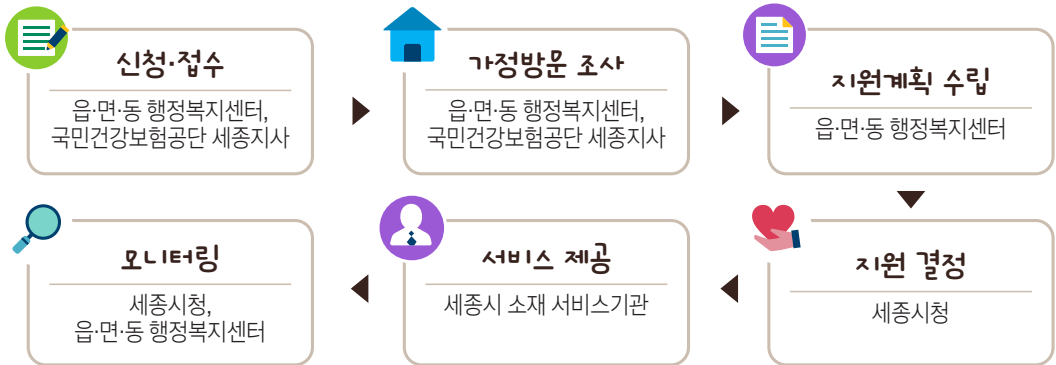 신청·접수
읍·면·동 행정복지센터,
국민건강보험공단 세종지사
가정방문 조사
읍·면·동 행정복지센터,
국민건강보험공단 세종지사
지원계획 수립
읍·면·동 행정복지센터
지원 결정
세종시청
서비스 제공
세종시 소재 서비스기관
모니터링
세종시청,
읍·면·동 행정복지센터